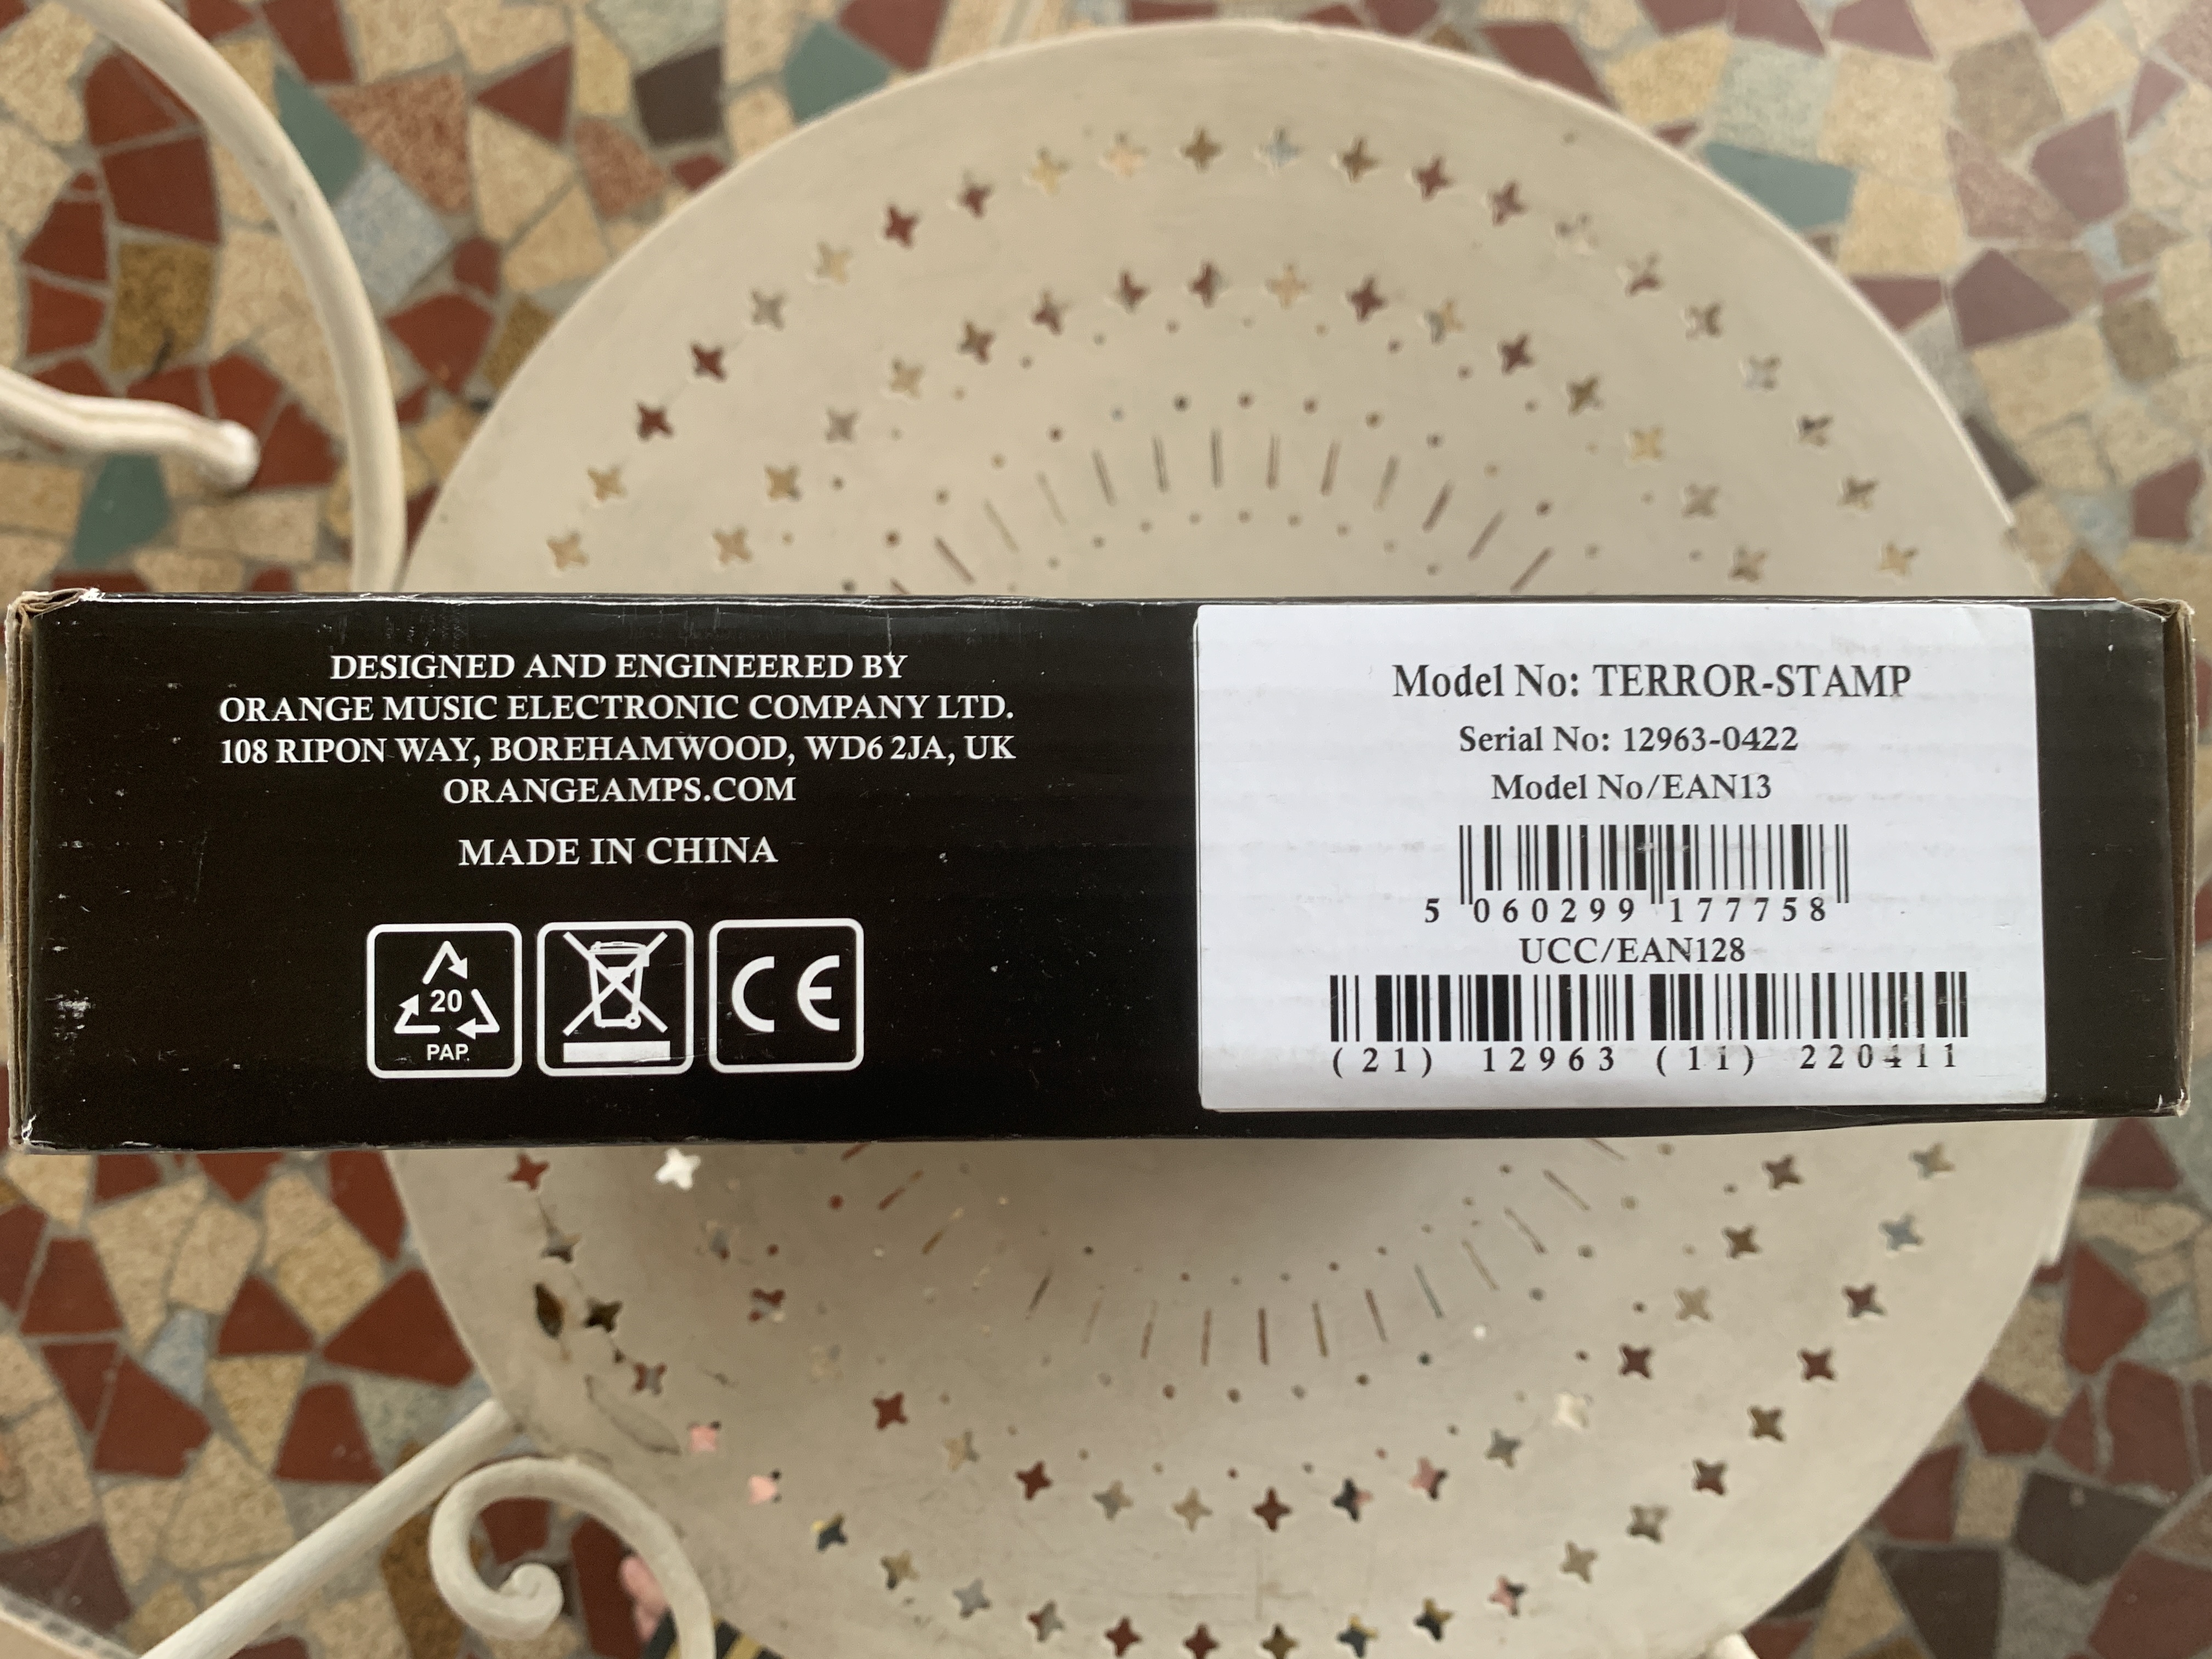 DESIGNED AND ENGINEERED BY
ORANGE MUSIC ELECTRONIC COMPANY LTD.
108 RIPON WAY, BOREHAMWOOD, WD6 2JA, UK
ORANGEAMPS.COM
MADE IN CHINA
20
PAP
CE
Model No: TERROR-STAMP
Serial No: 12963-0422
Model No/EAN13
5 060299 177758
UCC/EAN128
(21) 12963 (11) 220411